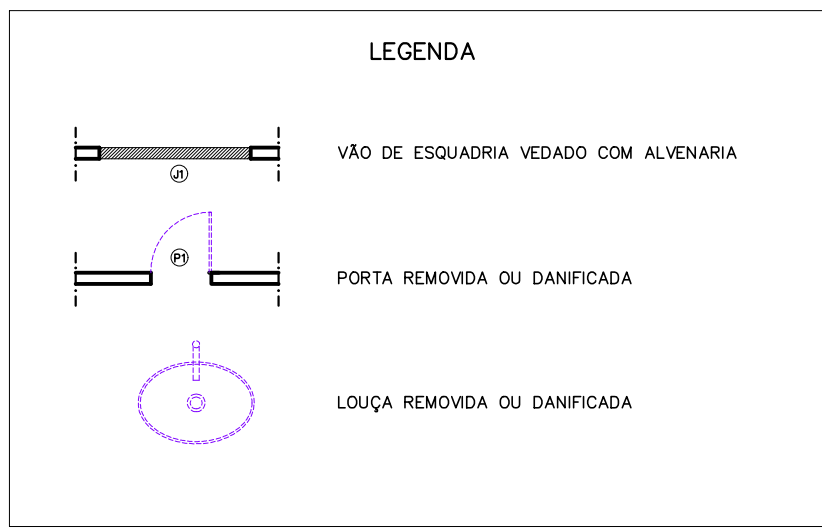 LEGENDA
VÃO DE ESQUADRIA VEDADO COM ALVENARIA
J1
P1
PORTA REMOVIDA OU DANIFICADA
LOUÇA REMOVIDA OU DANIFICADA